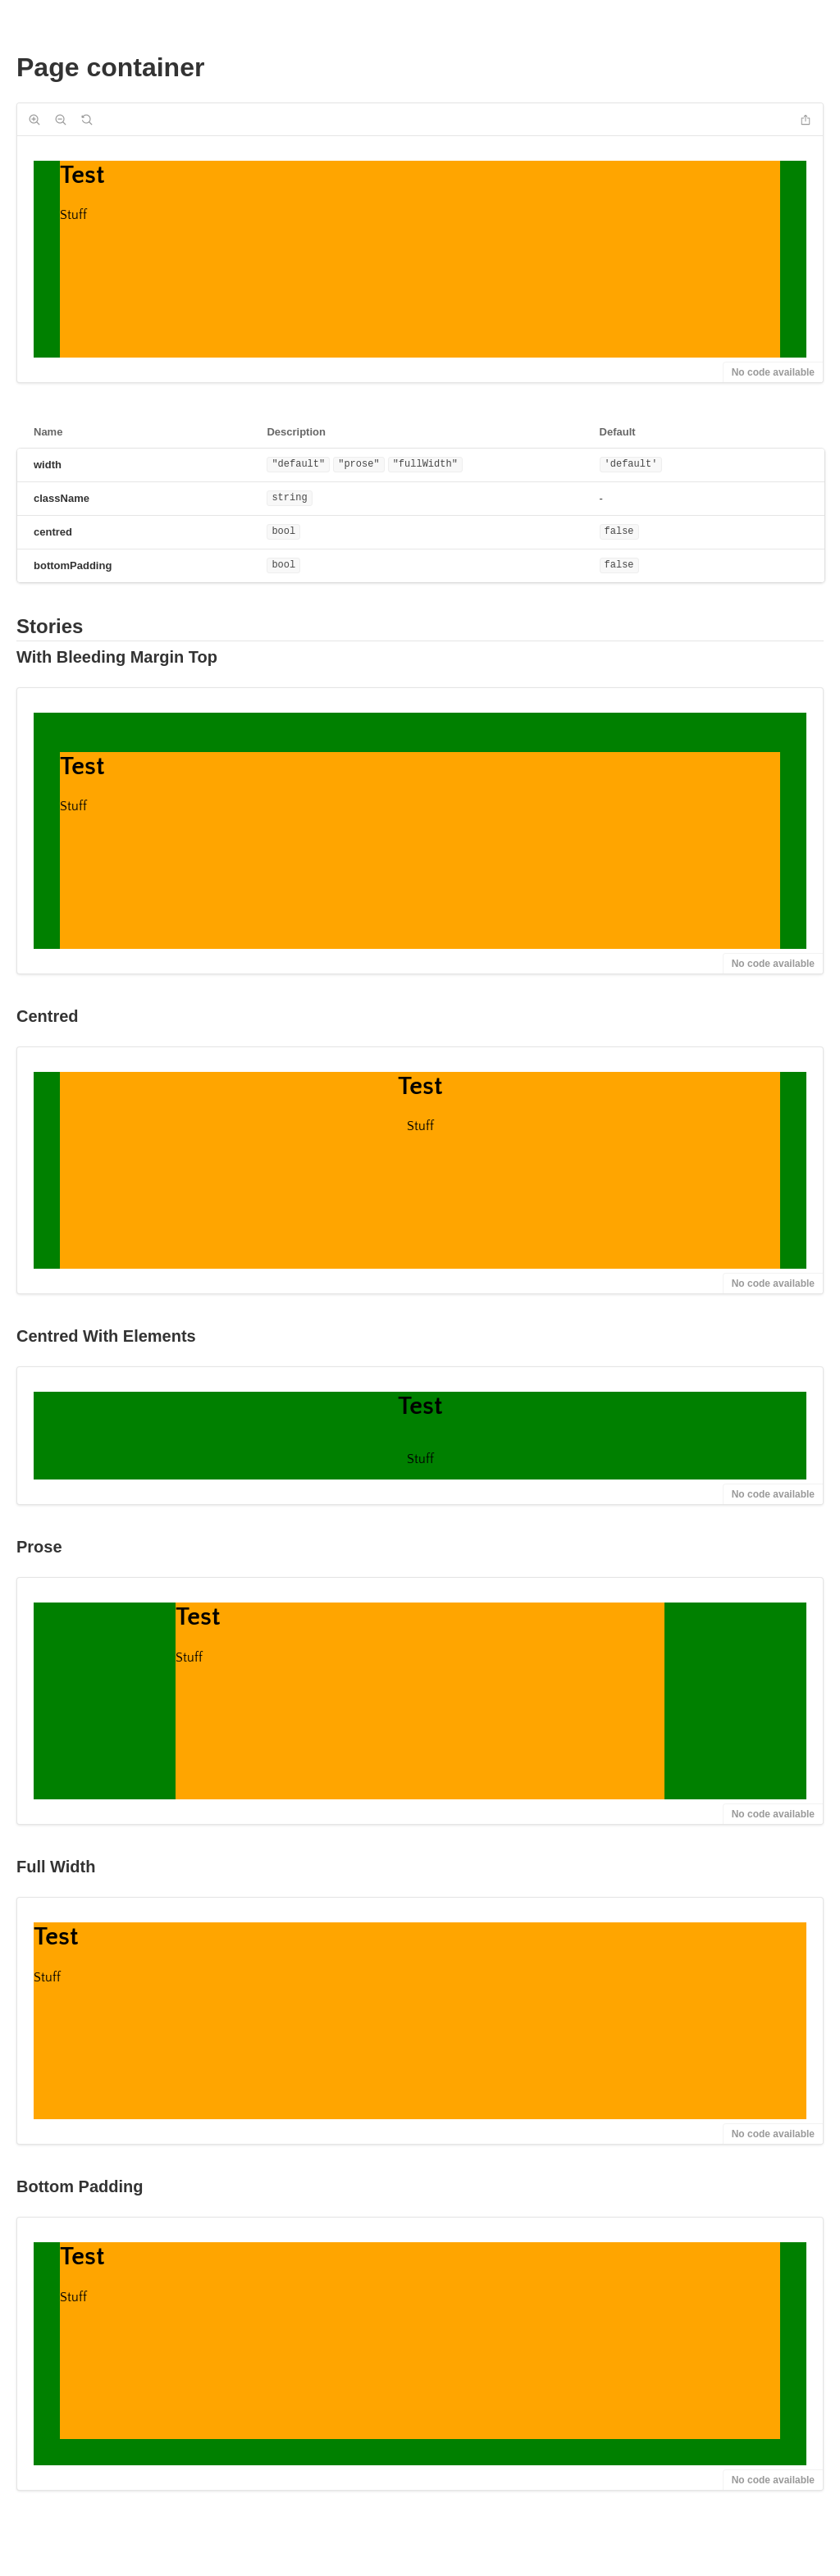 Page container
Test
Stuff
No code available
Name Description Default
width "default" "prose" "fullWidth" 'default'
className string -
centred bool false
bottomPadding bool false
Stories
With Bleeding Margin Top
Test
Stuff
No code available
Centred
Test
Stuff
No code available
Centred With Elements
Test
Stuff
No code available
Prose
Test
Stuff
No code available
Full Width
Test
Stuff
No code available
Bottom Padding
Test
Stuff
No code available